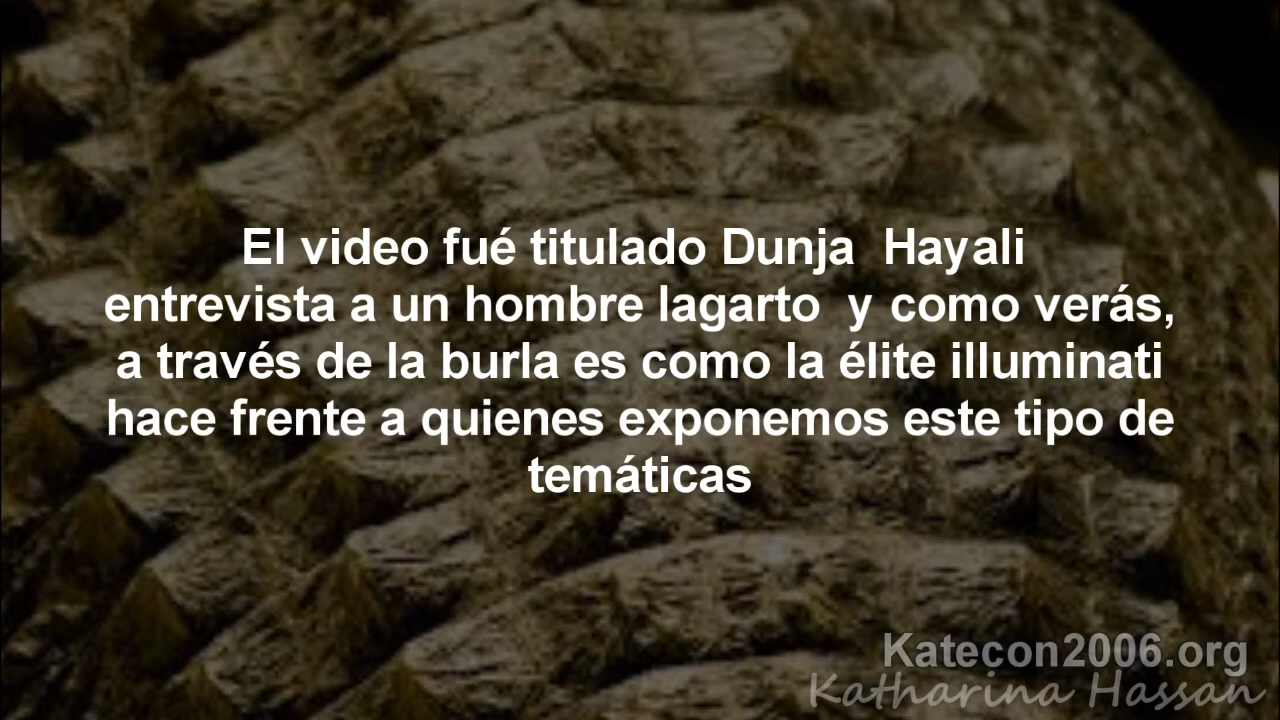 El video fué titulado Dunja  Hayali
entrevista a un hombre lagarto  y como verás,
a través de la burla es como la élite illuminati
hace frente a quienes exponemos este tipo de
temáticas
Katecon2006.org
Katharina Hassan